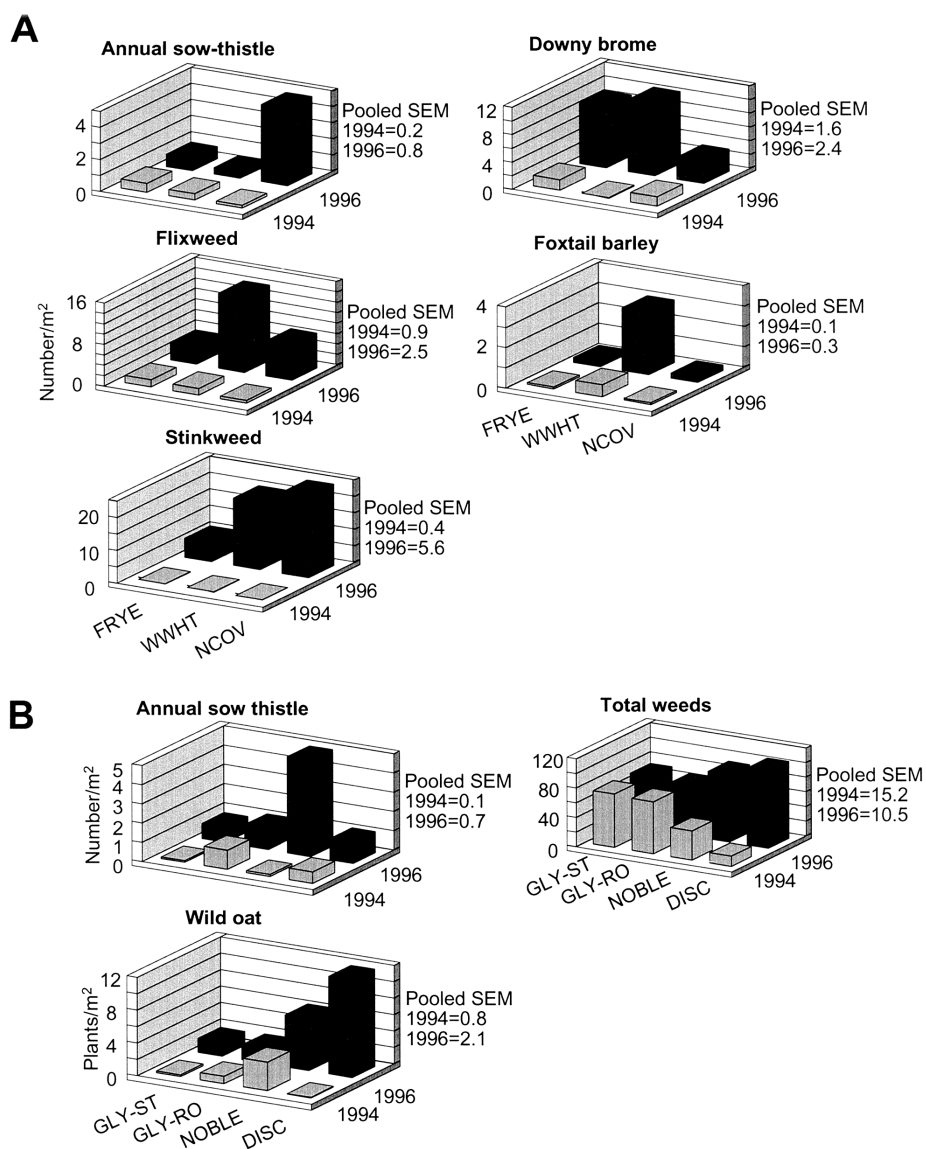 A
Annual sow-thistle
4
2
0
Pooled SEM
1994=0.2
1996=0.8
1996
1994
Downy brome
12
8
4
0
Pooled SEM
1994=1.6
1996=2.4
1996
1994
Flixweed
Number/m²
16
8
0
Pooled SEM
1994=0.9
1996=2.5
1996
1994
Foxtail barley
4
2
0
Pooled SEM
1994=0.1
1996=0.3
1996
1994
FRYE
WWHT
NCOV
Stinkweed
20
10
0
Pooled SEM
1994=0.4
1996=5.6
1996
1994
FRYE
WWHT
NCOV
B
Annual sow thistle
Number/m²
5
4
3
2
1
0
Pooled SEM
1994=0.1
1996=0.7
1996
1994
Total weeds
120
80
40
0
Pooled SEM
1994=15.2
1996=10.5
1996
1994
GLY-ST
GLY-RO
NOBLE
DISC
Wild oat
Plants/m²
12
8
4
0
Pooled SEM
1994=0.8
1996=2.1
1996
1994
GLY-ST
GLY-RO
NOBLE
DISC